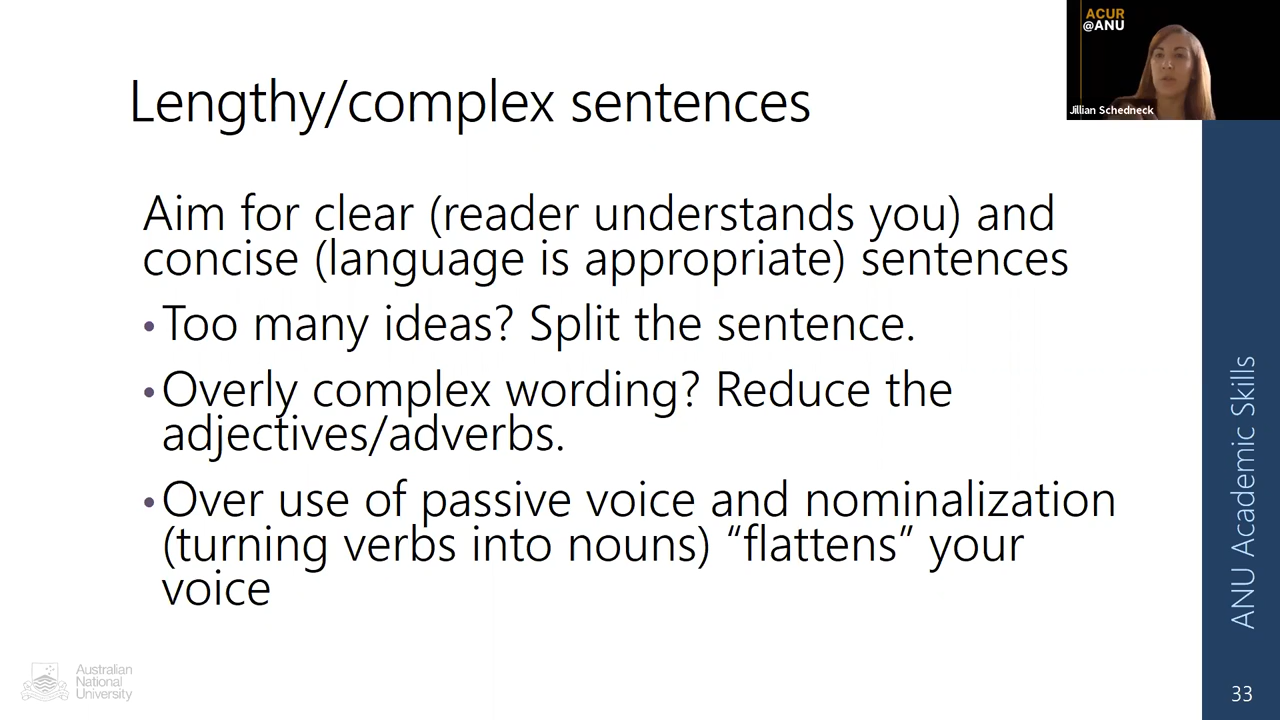 ACUR
@ANU
Jillian Schedneck
Lengthy/complex sentences
Aim for clear (reader understands you) and
concise (language is appropriate) sentences
•Too many ideas? Split the sentence.
•Overly complex wording? Reduce the
adjectives/adverbs.
•Over use of passive voice and nominalization
(turning verbs into nouns) “flattens” your
voice
ANU Academic Skills
Australian
National
University
33